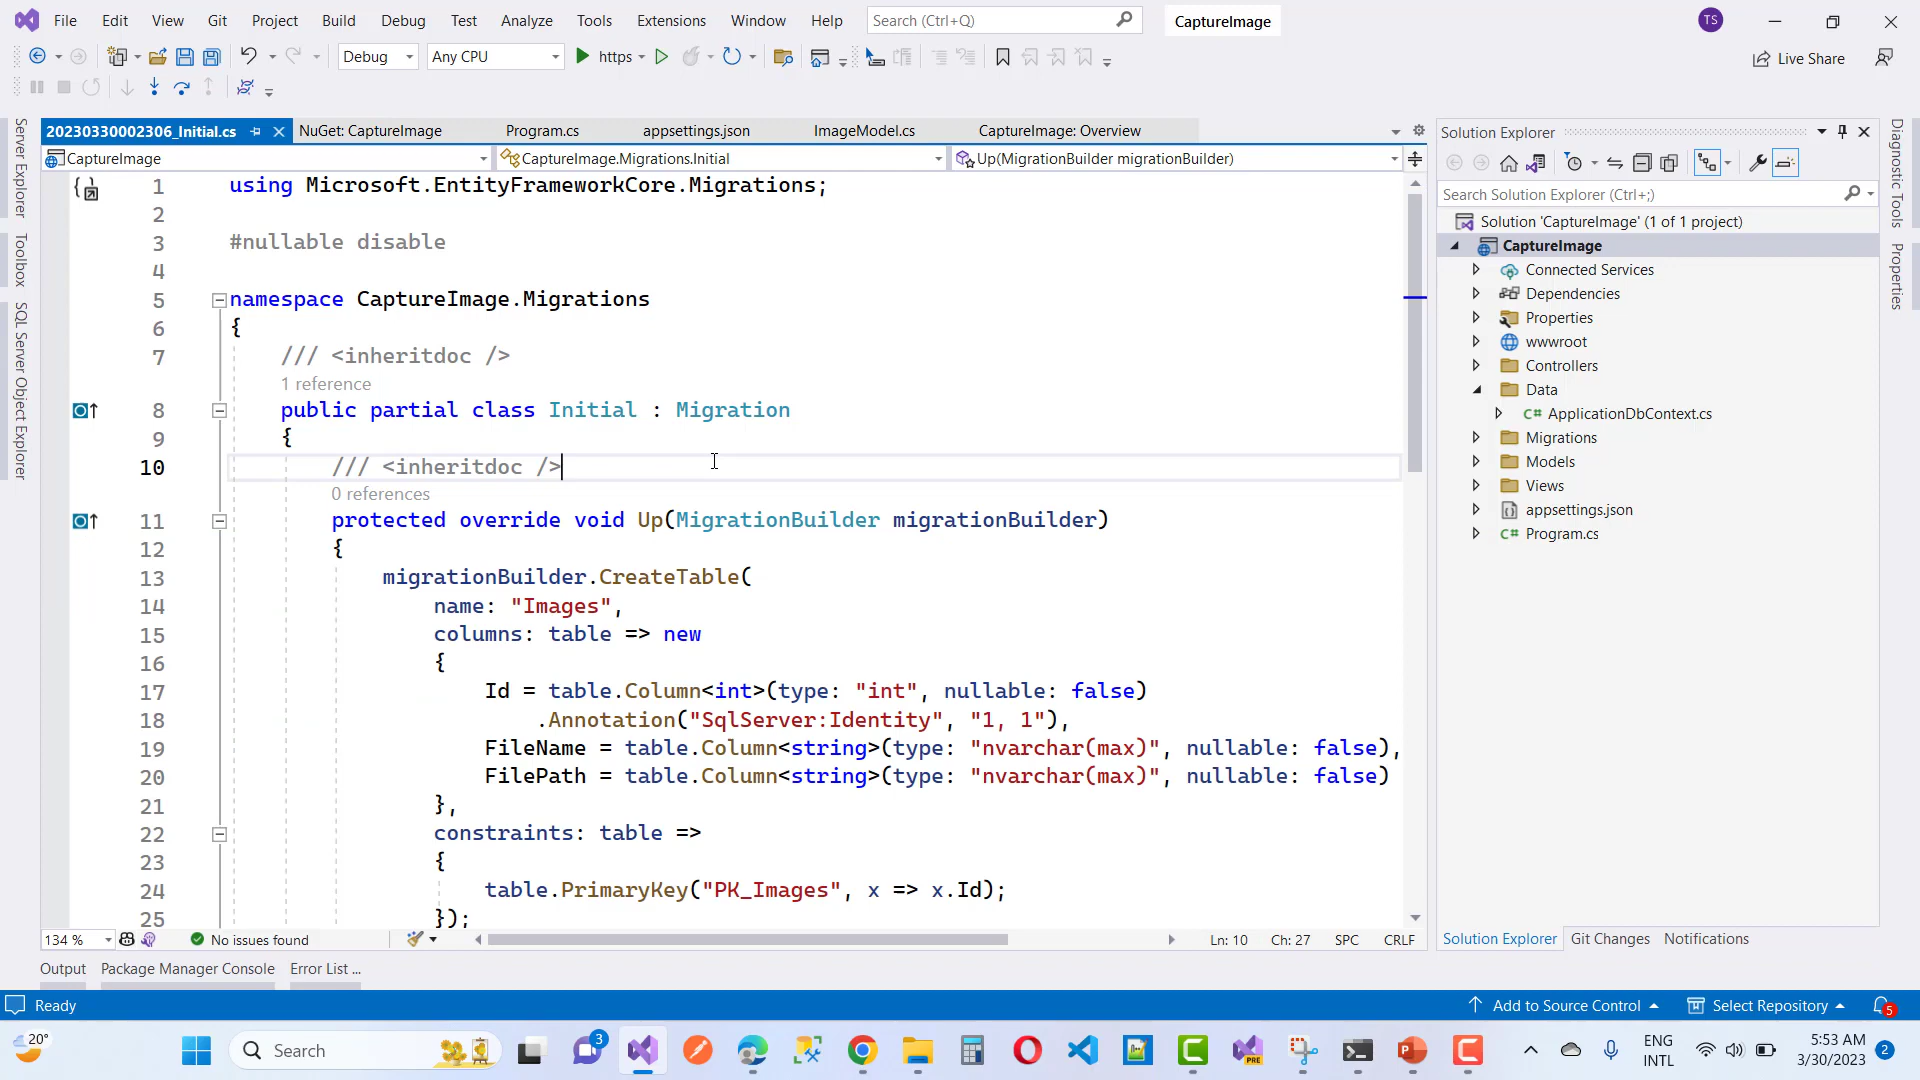 File Edit View Git Project Build Debug Test Analyze Tools Extensions Window Help Search (Ctrl+Q) CaptureImage TS
Debug Any CPU https Live Share
20230330002306_Initial.cs NuGet: CaptureImage Program.cs appsettings.json ImageModel.cs CaptureImage: Overview
CaptureImage CaptureImage.Migrations.Initial Up(MigrationBuilder migrationBuilder)
Server Explorer
Toolbox
SQL Server Object Explorer
1 using Microsoft.EntityFrameworkCore.Migrations;
2
3 #nullable disable
4
5 namespace CaptureImage.Migrations
6 {
7 /// <inheritdoc />
1 reference
8 public partial class Initial : Migration
9 {
10 /// <inheritdoc />
0 references
11 protected override void Up(MigrationBuilder migrationBuilder)
12 {
13 migrationBuilder.CreateTable(
14 name: "Images",
15 columns: table => new
16 {
17 Id = table.Column<int>(type: "int", nullable: false)
18 .Annotation("SqlServer:Identity", "1, 1"),
19 FileName = table.Column<string>(type: "nvarchar(max)", nullable: false),
20 FilePath = table.Column<string>(type: "nvarchar(max)", nullable: false)
21 },
22 constraints: table =>
23 {
24 table.PrimaryKey("PK_Images", x => x.Id);
25 });
134 % No issues found Ln: 10 Ch: 27 SPC CRLF
Output Package Manager Console Error List ...
Solution Explorer
Search Solution Explorer (Ctrl+;)
Solution 'CaptureImage' (1 of 1 project)
CaptureImage
Connected Services
Dependencies
Properties
wwwroot
Controllers
Data
C# ApplicationDbContext.cs
Migrations
Models
Views
appsettings.json
C# Program.cs
Solution Explorer Git Changes Notifications
Diagnostic Tools
Properties
Ready Add to Source Control Select Repository 5
20° Search 3 PRE ENG
INTL
5:53 AM
3/30/2023
2